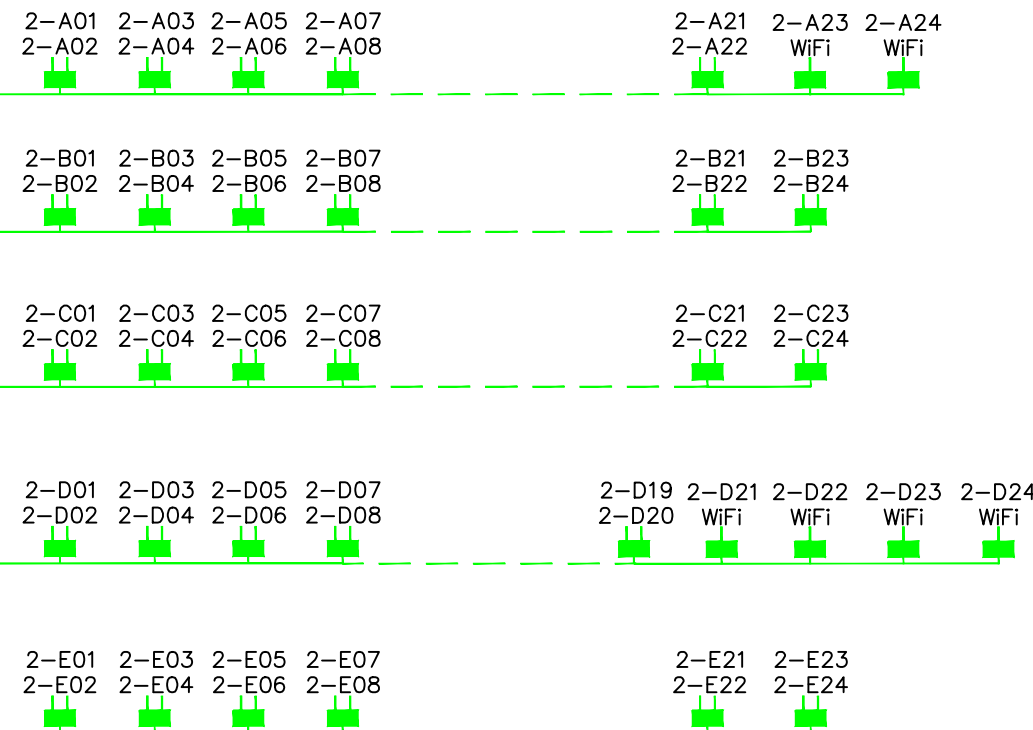 2-A01 2-A03 2-A05 2-A07 2-A21 2-A23 2-A24
2-A02 2-A04 2-A06 2-A08 2-A22 WiFi WiFi
2-B01 2-B03 2-B05 2-B07 2-B21 2-B23
2-B02 2-B04 2-B06 2-B08 2-B22 2-B24
2-C01 2-C03 2-C05 2-C07 2-C21 2-C23
2-C02 2-C04 2-C06 2-C08 2-C22 2-C24
2-D01 2-D03 2-D05 2-D07 2-D19 2-D21 2-D22 2-D23 2-D24
2-D02 2-D04 2-D06 2-D08 2-D20 WiFi WiFi WiFi WiFi
2-E01 2-E03 2-E05 2-E07 2-E21 2-E23
2-E02 2-E04 2-E06 2-E08 2-E22 2-E24